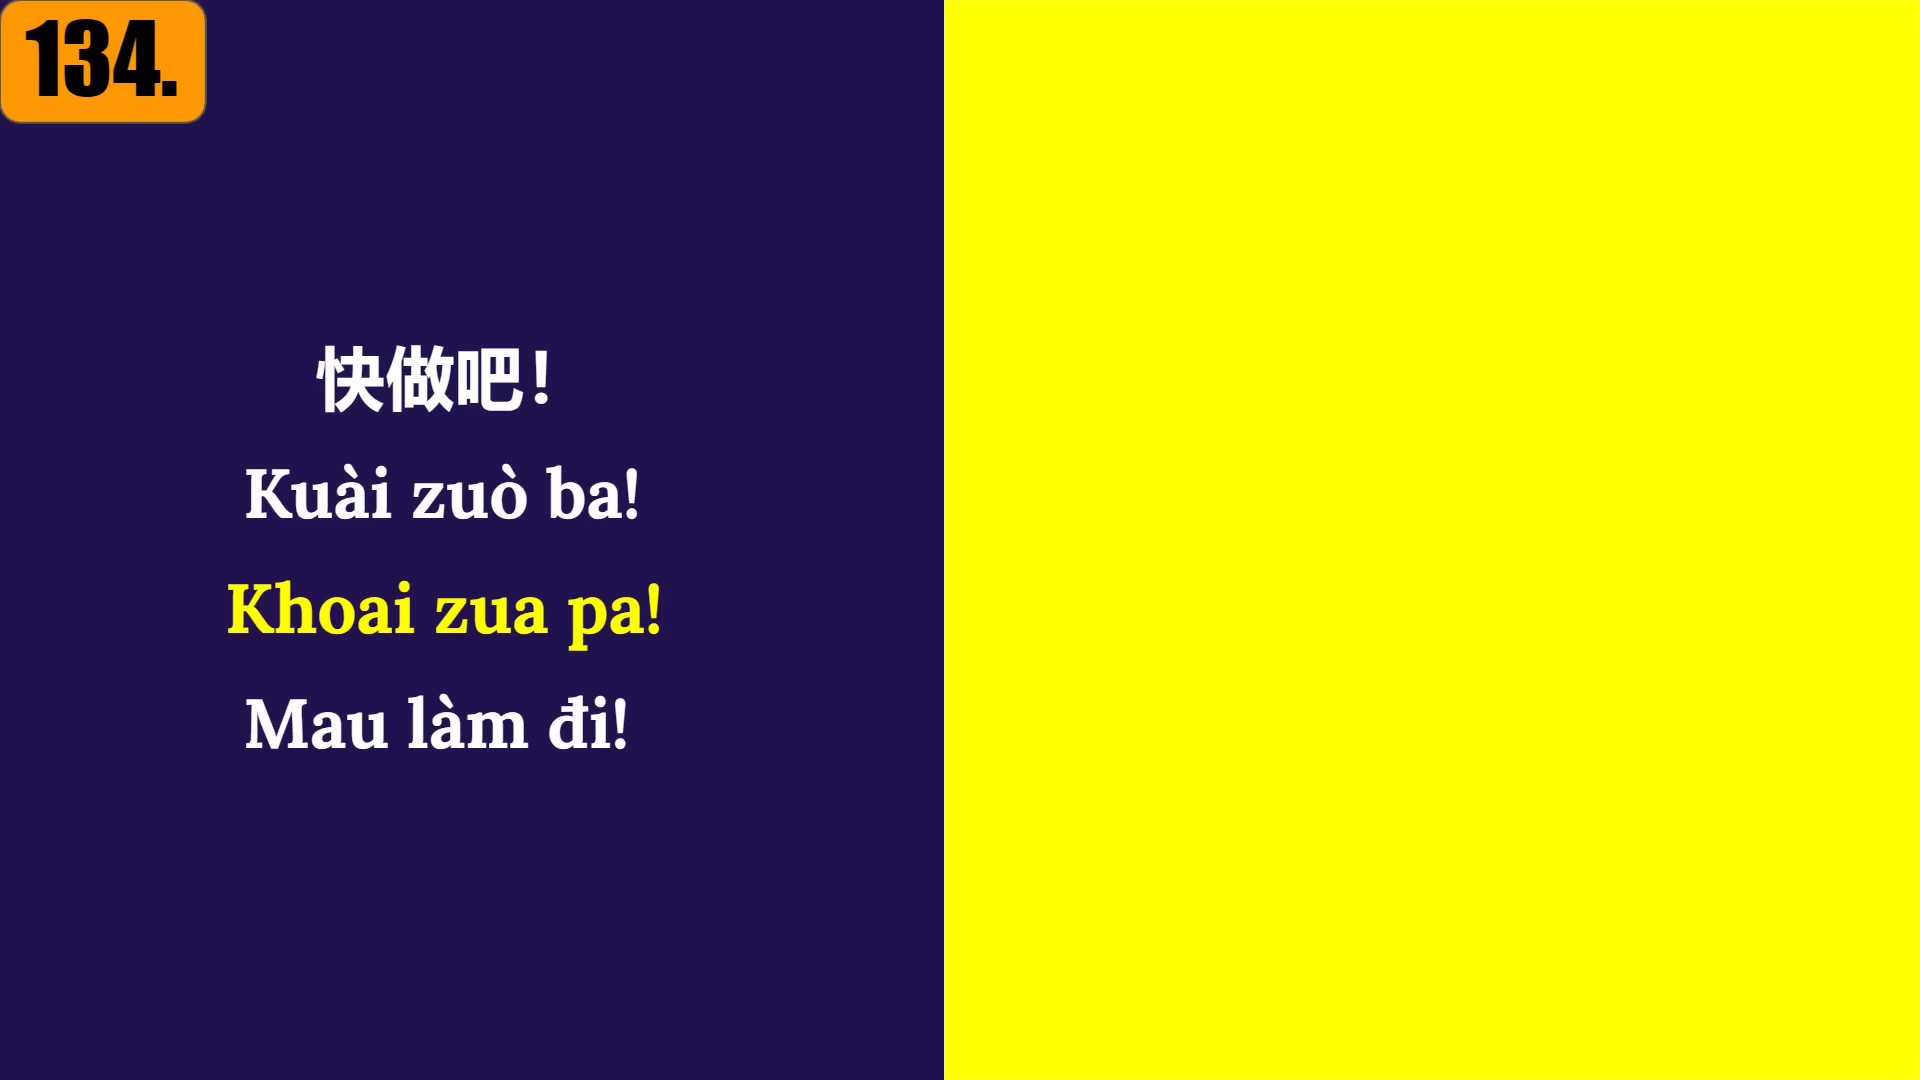 134.
快做吧！
Kuài zuò ba!
Khoai zua pa!
Mau làm đi!